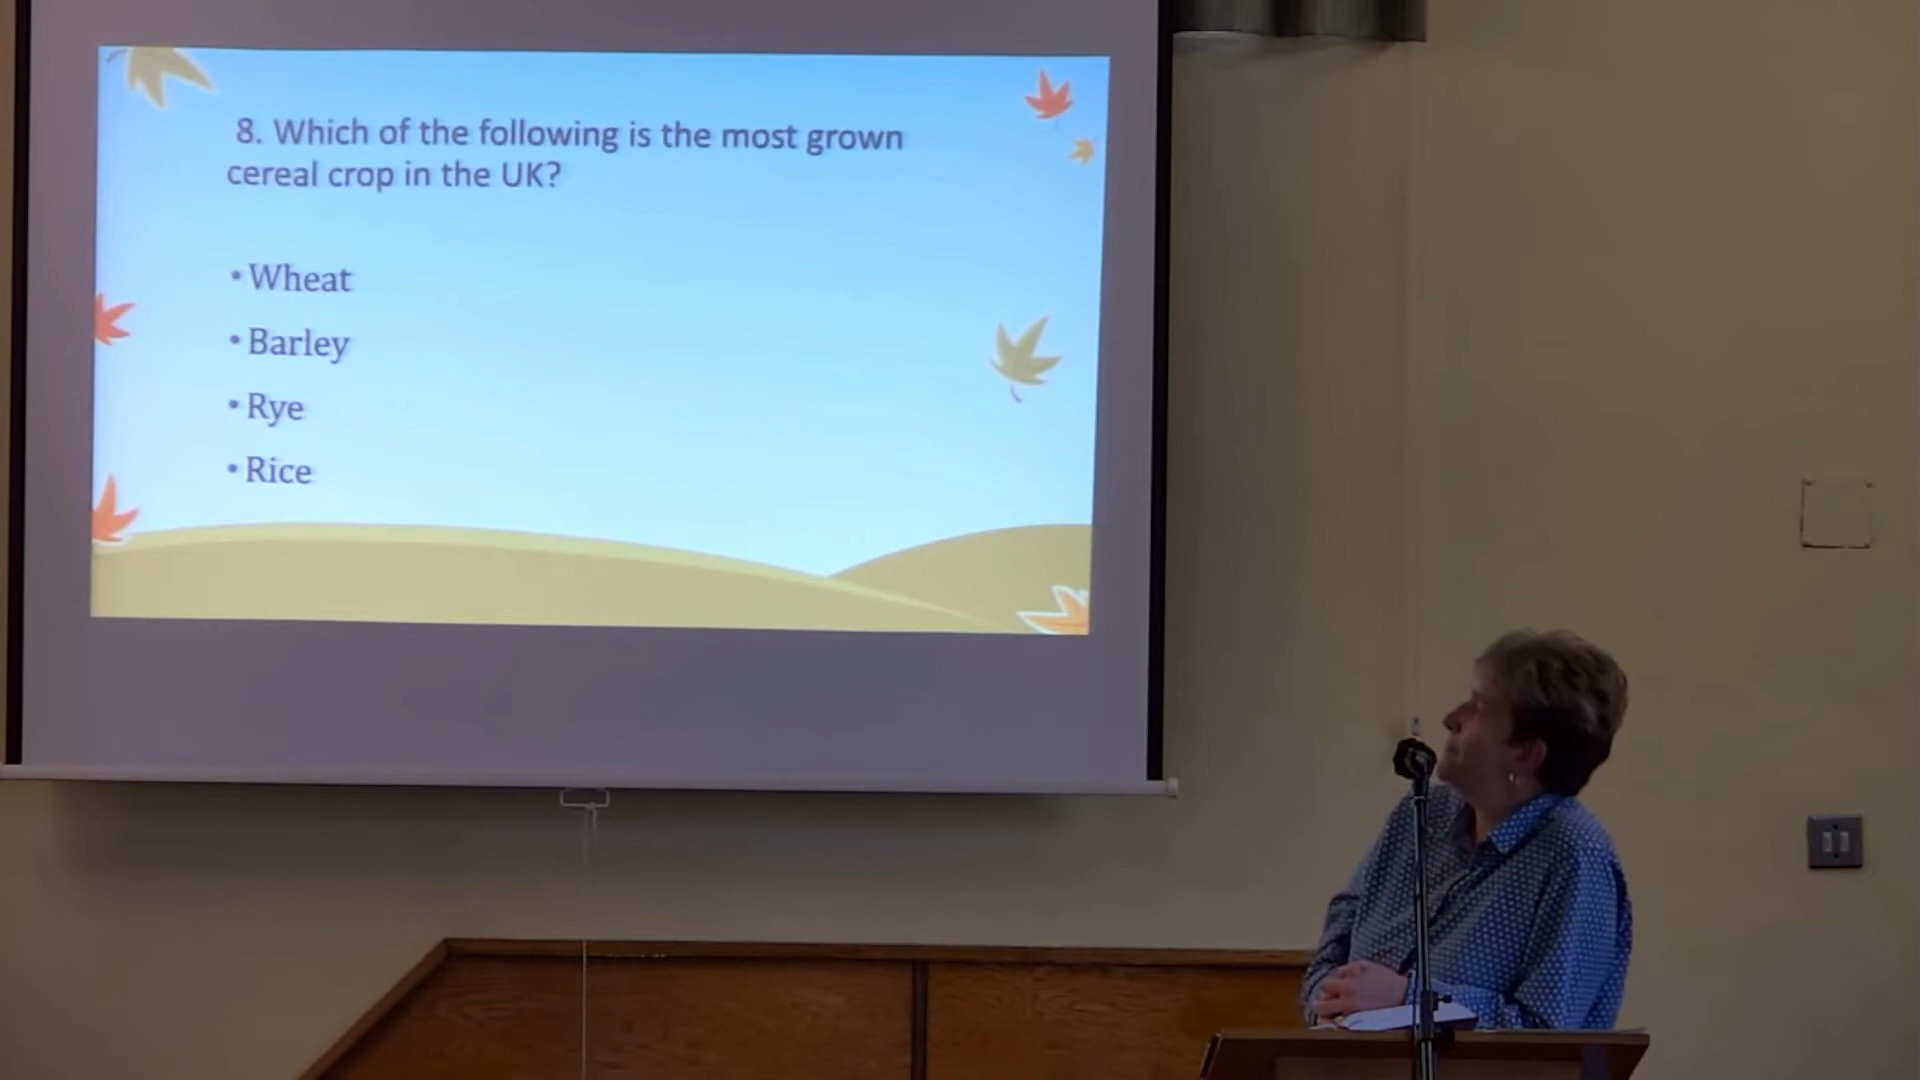 8. Which of the following is the most grown
cereal crop in the UK?
• Wheat
• Barley
• Rye
• Rice